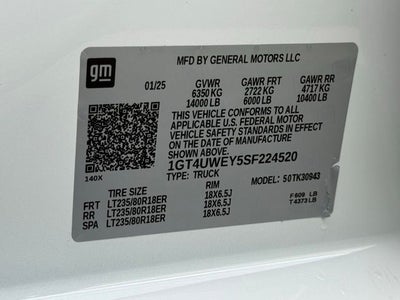 gm
MFD BY GENERAL MOTORS LLC
01/25 GVWR GAWR FRT GAWR RR
6350 KG 2722 KG 4717 KG
14000 LB 6000 LB 10400 LB
THIS VEHICLE CONFORMS TO ALL
APPLICABLE U.S. FEDERAL MOTOR
VEHICLE SAFETY STANDARDS IN EFFECT
ON THE DATE OF MANUFACTURE
SHOWN ABOVE.
1GT4UWEY5SF224520
140X TYPE: TRUCK MODEL: 50TK30943
TIRE SIZE RIM
FRT LT235/80R18ER 18X6.5J F 609 LB
RR LT235/80R18ER 18X6.5J T 4373 LB
SPA LT235/80R18ER 18X6.5J